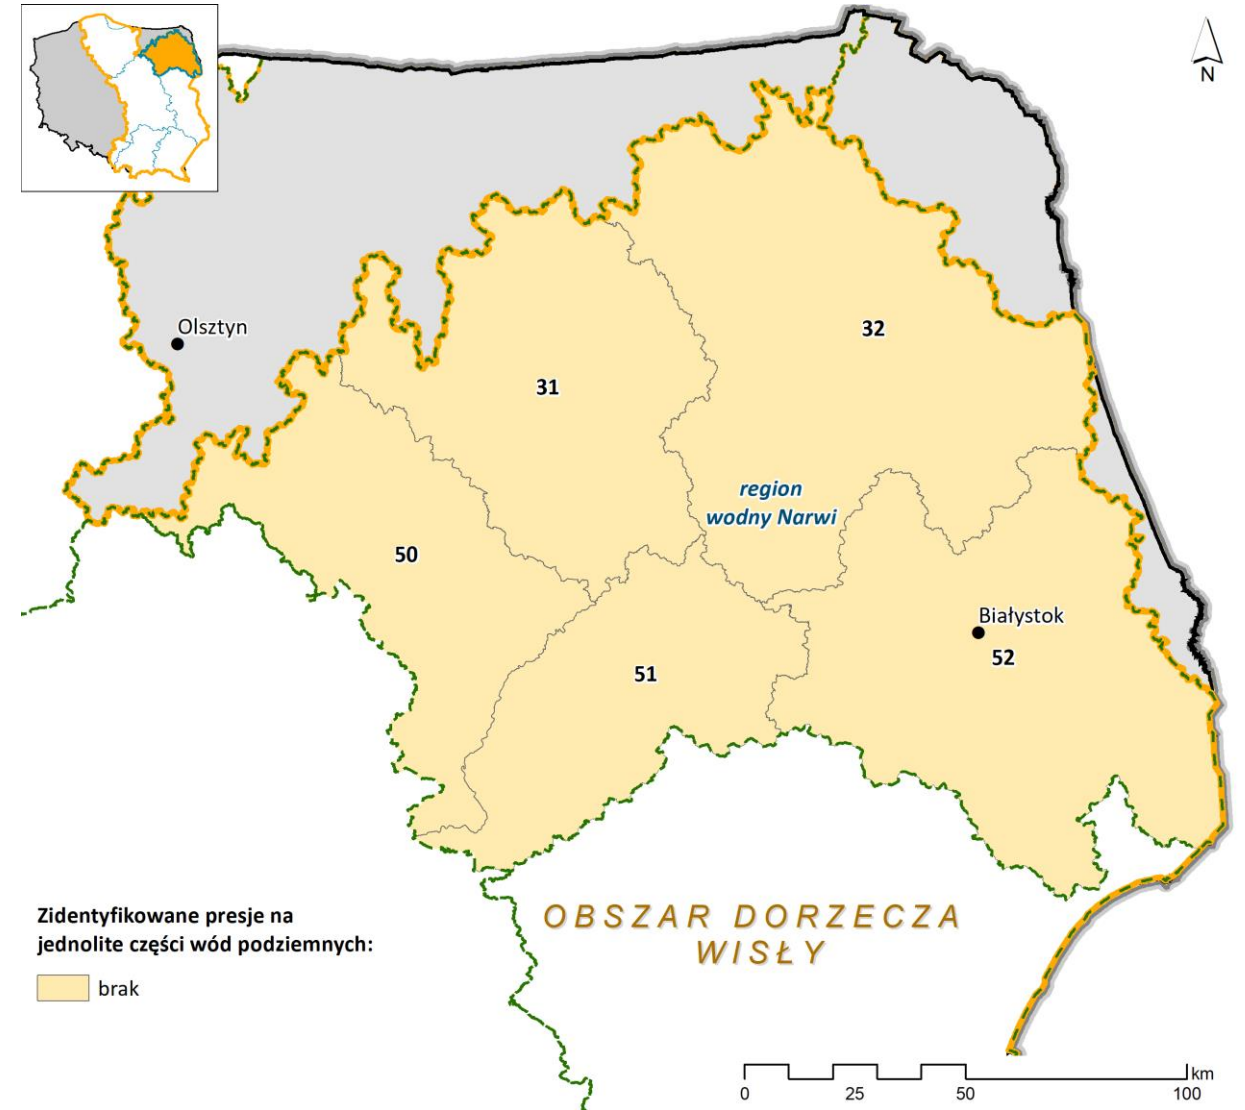 N
Olsztyn
32
31
region
wodny Narwi
50
Białystok
52
51
OBSZAR DORZECZA
WISŁY
Zidentyfikowane presje na
jednolite części wód podziemnych:
brak
km
0 25 50 100